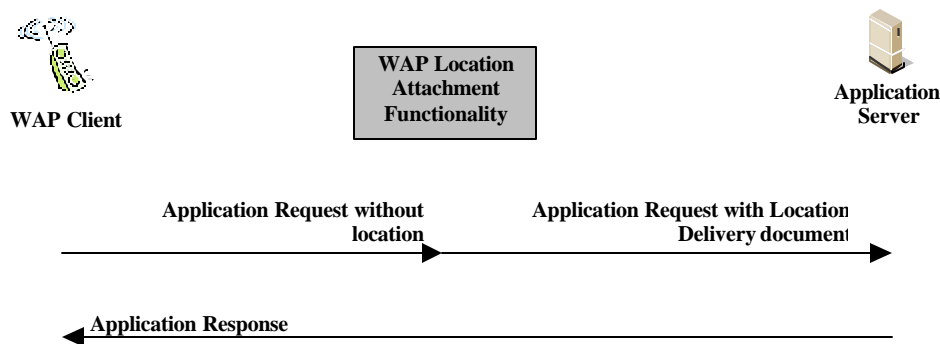 WAP Location
Attachment
Functionality
WAP Client
Application
Server
Application Request without
location
Application Request with Location
Delivery document
Application Response